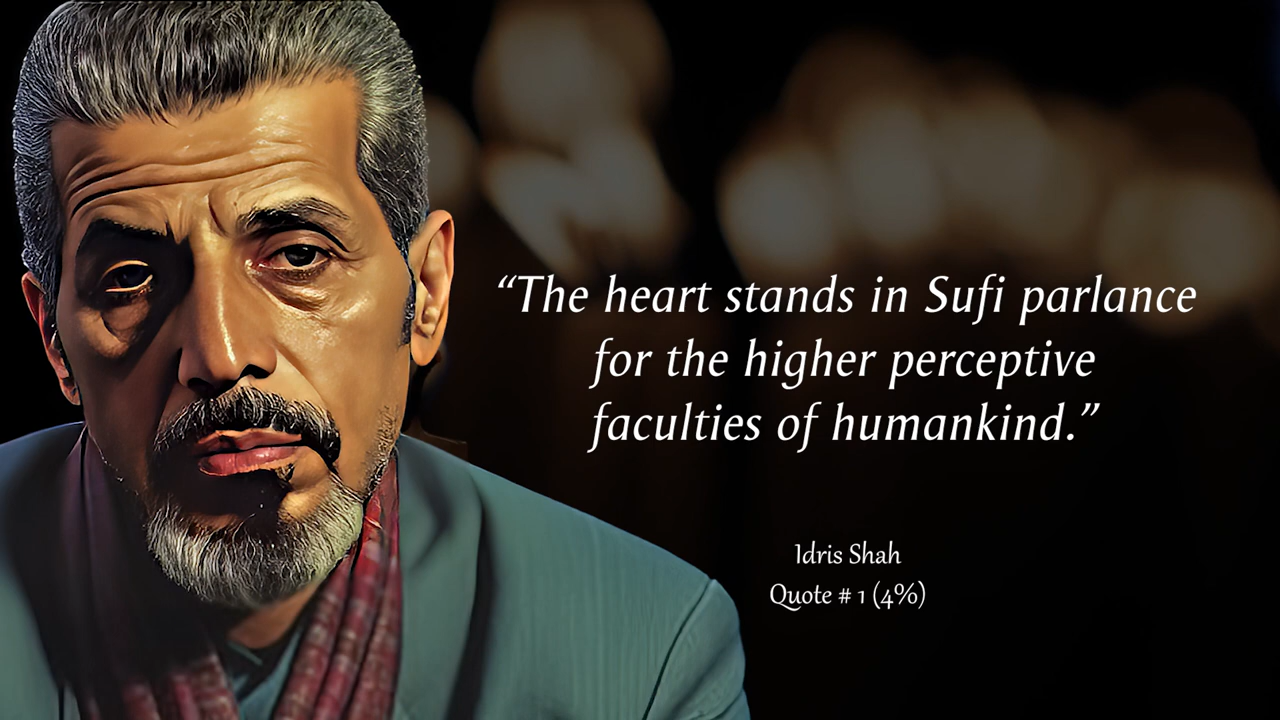 “The heart stands in Sufi parlance
for the higher perceptive
faculties of humankind.”
Idris Shah
Quote # 1 (4%)